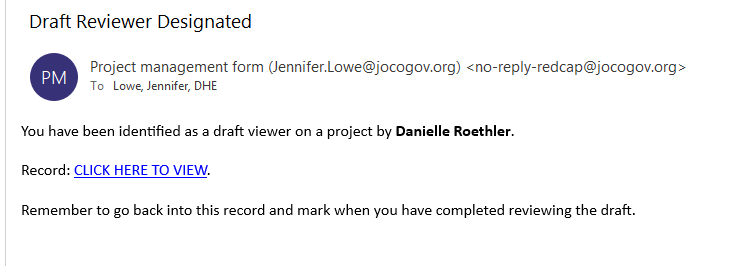 Draft Reviewer Designated
PM
Project management form (Jennifer.Lowe@jocogov.org) <no-reply-redcap@jocogov.org>
To Lowe, Jennifer, DHE
You have been identified as a draft viewer on a project by Danielle Roethler.
Record: CLICK HERE TO VIEW.
Remember to go back into this record and mark when you have completed reviewing the draft.